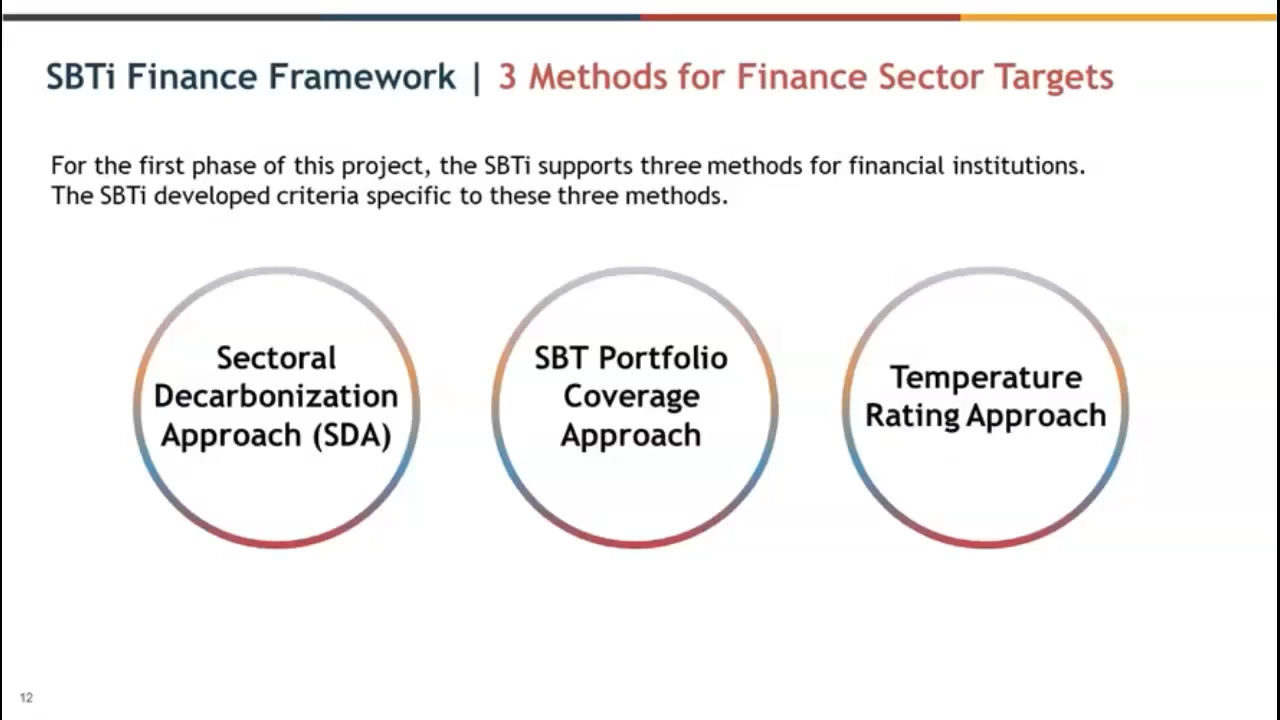 SBTi Finance Framework | 3 Methods for Finance Sector Targets
For the first phase of this project, the SBTi supports three methods for financial institutions.
The SBTi developed criteria specific to these three methods.
Sectoral
Decarbonization
Approach (SDA)
SBT Portfolio
Coverage
Approach
Temperature
Rating Approach
12